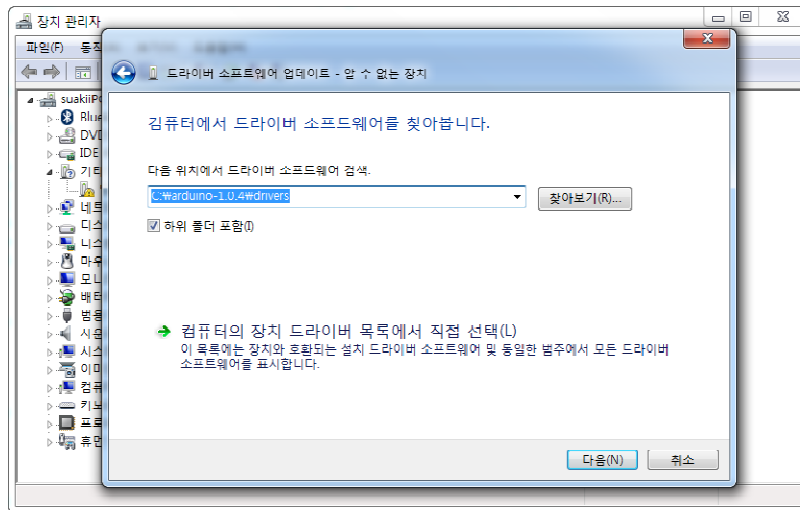 장치 관리자
파일(F) 동작
드라이버 소프트웨어 업데이트 - 알 수 없는 장치
컴퓨터에서 드라이버 소프트웨어를 찾아봅니다.
다음 위치에서 드라이버 소프트웨어 검색:
C:₩arduino-1.0.4₩drivers
찾아보기(R)...
하위 폴더 포함(I)
컴퓨터의 장치 드라이버 목록에서 직접 선택(L)
이 목록에는 장치와 호환되는 설치 드라이버 소프트웨어 및 동일한 범주에서 모든 드라이버
소프트웨어를 표시합니다.
다음(N)
취소
suakiiPC
Blue
DVD
IDE
기타
네트
디스
디스
마우
모니
배터
범용
사운
시스
이미
컴퓨
키보
프로
휴먼